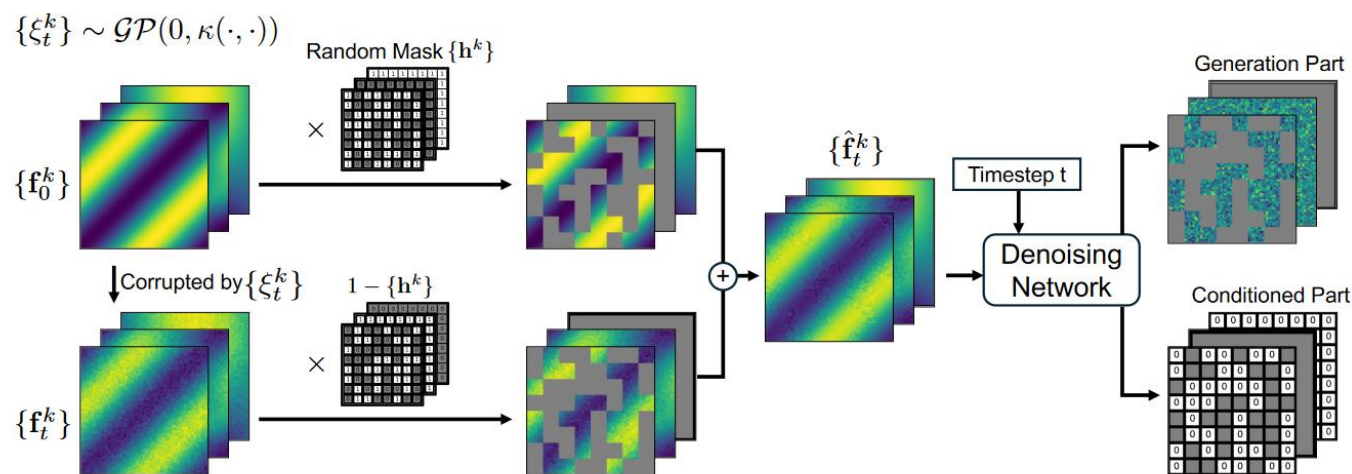 {ξ_t^k} ∼ 𝒢𝒫(0, κ(·, ·))
Random Mask {h^k}
×
{f_0^k}
Corrupted by {ξ_t^k}
1 − {h^k}
×
{f_t^k}
+
{f̂_t^k}
Timestep t
Denoising
Network
Generation Part
Conditioned Part